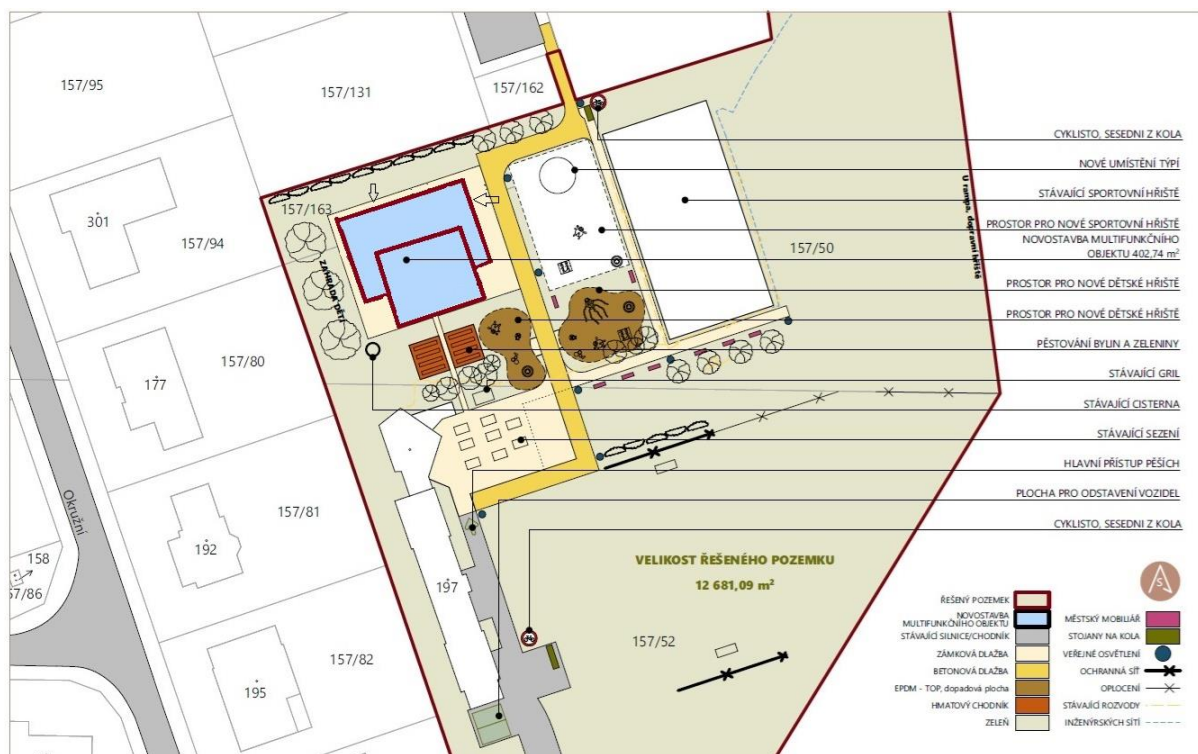 157/95
157/131
157/162
CYKLISTO, SESEDNI Z KOLA
NOVÉ UMÍSTĚNÍ TÝPÍ
STÁVAJÍCÍ SPORTOVNÍ HŘIŠTĚ
PROSTOR PRO NOVÉ SPORTOVNÍ HŘIŠTĚ
NOVOSTAVBA MULTIFUNKČNÍHO
OBJEKTU 402,74 m²
PROSTOR PRO NOVÉ DĚTSKÉ HŘIŠTĚ
PROSTOR PRO NOVÉ DĚTSKÉ HŘIŠTĚ
PĚSTOVÁNÍ BYLIN A ZELENINY
STÁVAJÍCÍ GRIL
STÁVAJÍCÍ CISTERNA
STÁVAJÍCÍ SEZENÍ
HLAVNÍ PŘÍSTUP PĚŠÍCH
PLOCHA PRO ODSTAVENÍ VOZIDEL
CYKLISTO, SESEDNI Z KOLA
157/163
301
157/94
157/50
U rampa, dopravní hřiště
ZAHRADA DĚTÍ
177
157/80
Okružní
157/81
192
158
57/86
197
VELIKOST ŘEŠENÉHO POZEMKU
12 681,09 m²
157/52
157/82
195
S
ŘEŠENÝ POZEMEK
NOVOSTAVBA
MULTIFUNKČNÍHO OBJEKTU
STÁVAJÍCÍ SILNICE/CHODNÍK
ZÁMKOVÁ DLAŽBA
BETONOVÁ DLAŽBA
EPDM - TOP, dopadová plocha
HMATOVÝ CHODNÍK
ZELEŇ
MĚSTSKÝ MOBILIÁŘ
STOJANY NA KOLA
VEŘEJNÉ OSVĚTLENÍ
OCHRANNÁ SÍŤ
OPLOCENÍ
STÁVAJÍCÍ ROZVODY
INŽENÝRSKÝCH SÍTÍ